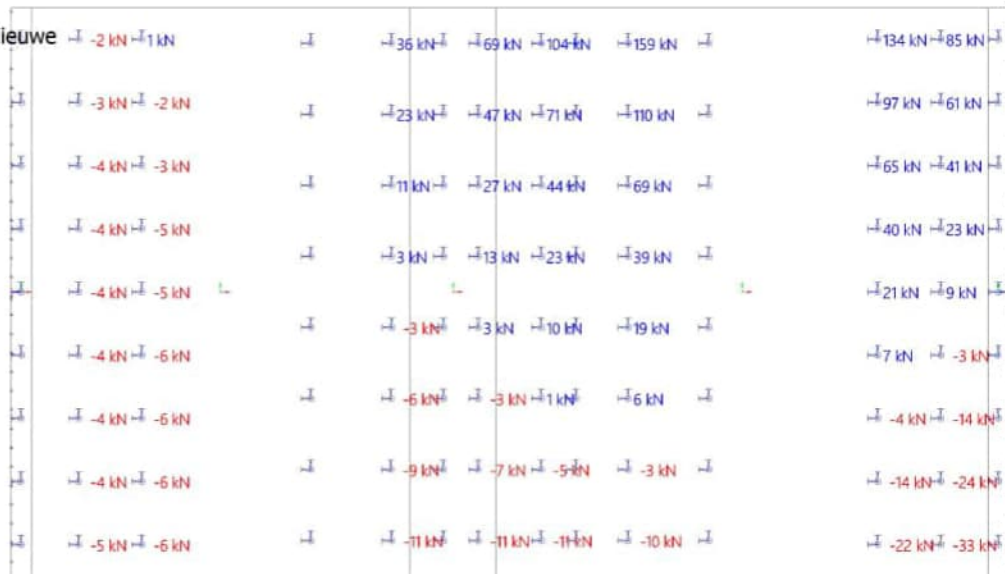 ieuwe -2 kN 1 kN 36 kN 69 kN 104 kN 159 kN 134 kN 85 kN
-3 kN -2 kN 23 kN 47 kN 71 kN 110 kN 97 kN 61 kN
-4 kN -3 kN 11 kN 27 kN 44 kN 69 kN 65 kN 41 kN
-4 kN -5 kN 3 kN 13 kN 23 kN 39 kN 40 kN 23 kN
-4 kN -5 kN 21 kN 9 kN
-3 kN 3 kN 10 kN 19 kN
-4 kN -6 kN 7 kN -3 kN
-6 kN -3 kN 1 kN 6 kN
-4 kN -6 kN -4 kN -14 kN
-9 kN -7 kN -5 kN -3 kN
-4 kN -6 kN -14 kN -24 kN
-11 kN -11 kN -11 kN -10 kN
-5 kN -6 kN -22 kN -33 kN